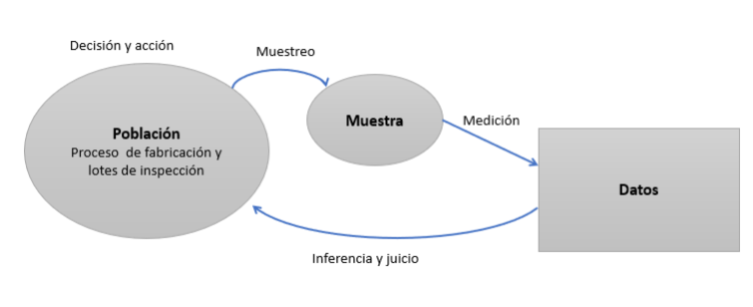 Decisión y acción
Muestreo
Población
Proceso de fabricación y
lotes de inspección
Muestra
Medición
Datos
Inferencia y juicio